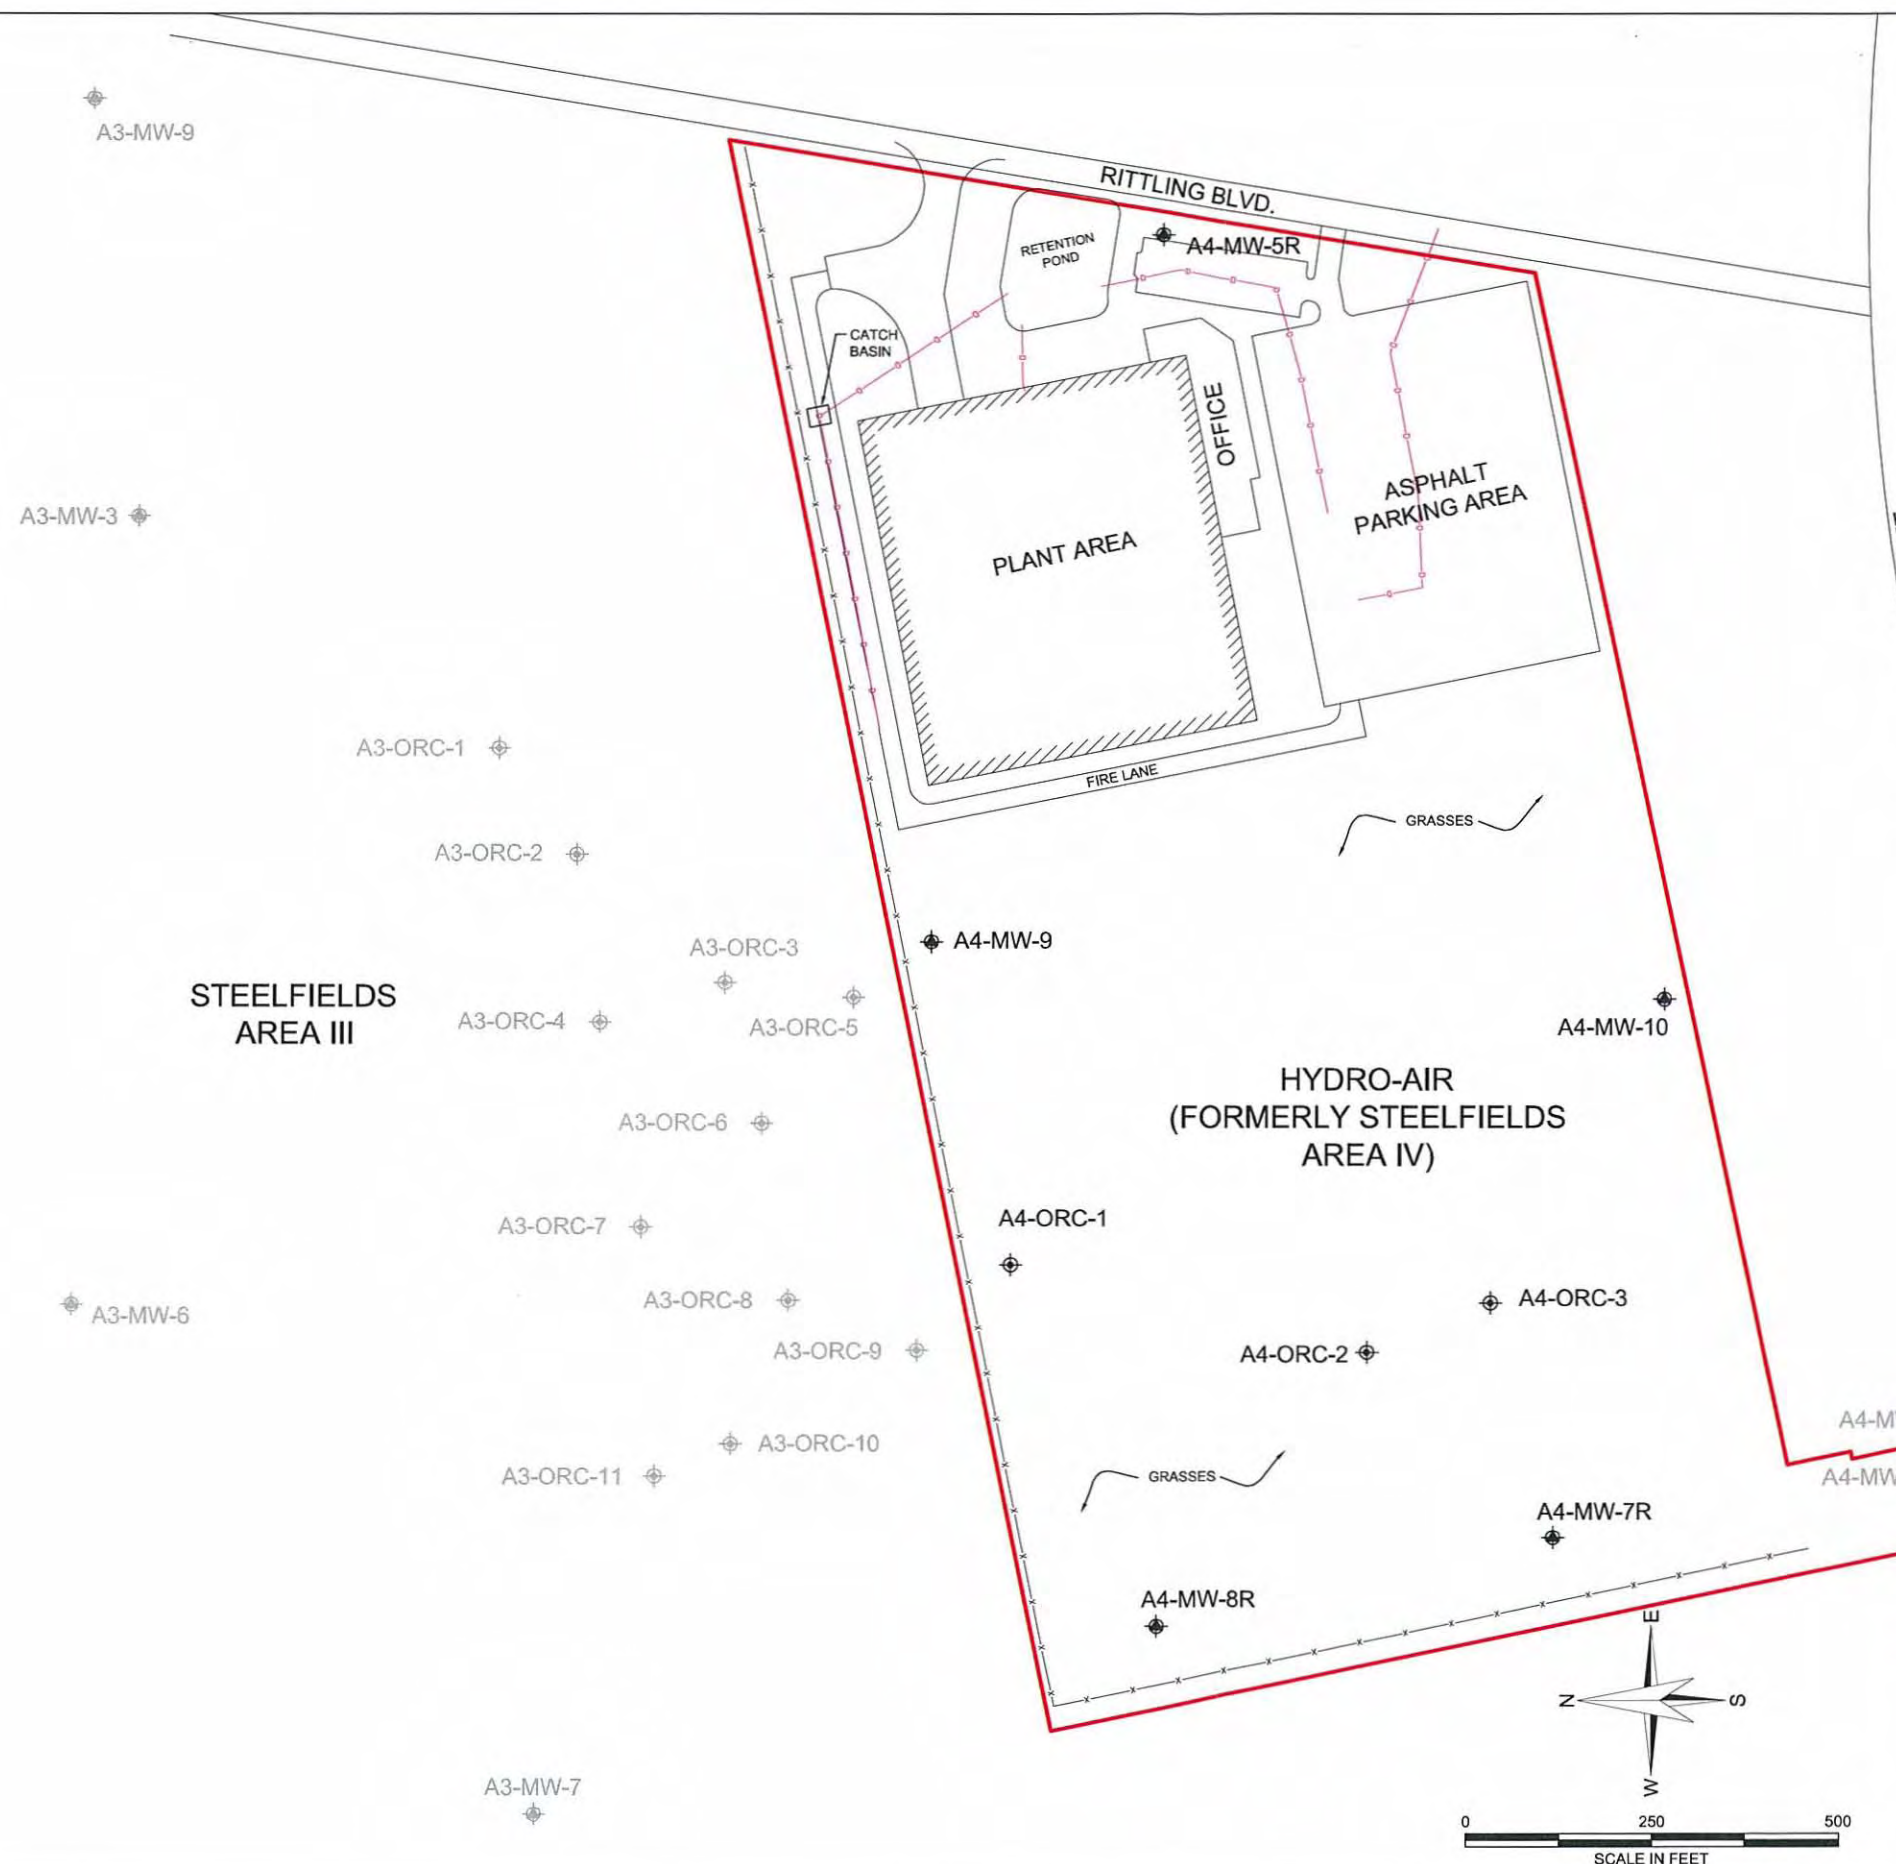 A3-MW-9
RITTLING BLVD.
RETENTION
POND
A4-MW-5R
CATCH
BASIN
OFFICE
ASPHALT
PARKING AREA
A3-MW-3
PLANT AREA
A3-ORC-1
FIRE LANE
GRASSES
A3-ORC-2
A3-ORC-3
A4-MW-9
STEELFIELDS
AREA III
A3-ORC-4
A3-ORC-5
A4-MW-10
HYDRO-AIR
(FORMERLY STEELFIELDS
AREA IV)
A3-ORC-6
A3-ORC-7
A4-ORC-1
A3-MW-6
A3-ORC-8
A4-ORC-3
A3-ORC-9
A4-ORC-2
A4-M
A3-ORC-10
A3-ORC-11
GRASSES
A4-MW
A4-MW-7R
A4-MW-8R
E
N
S
W
A3-MW-7
0 250 500
SCALE IN FEET